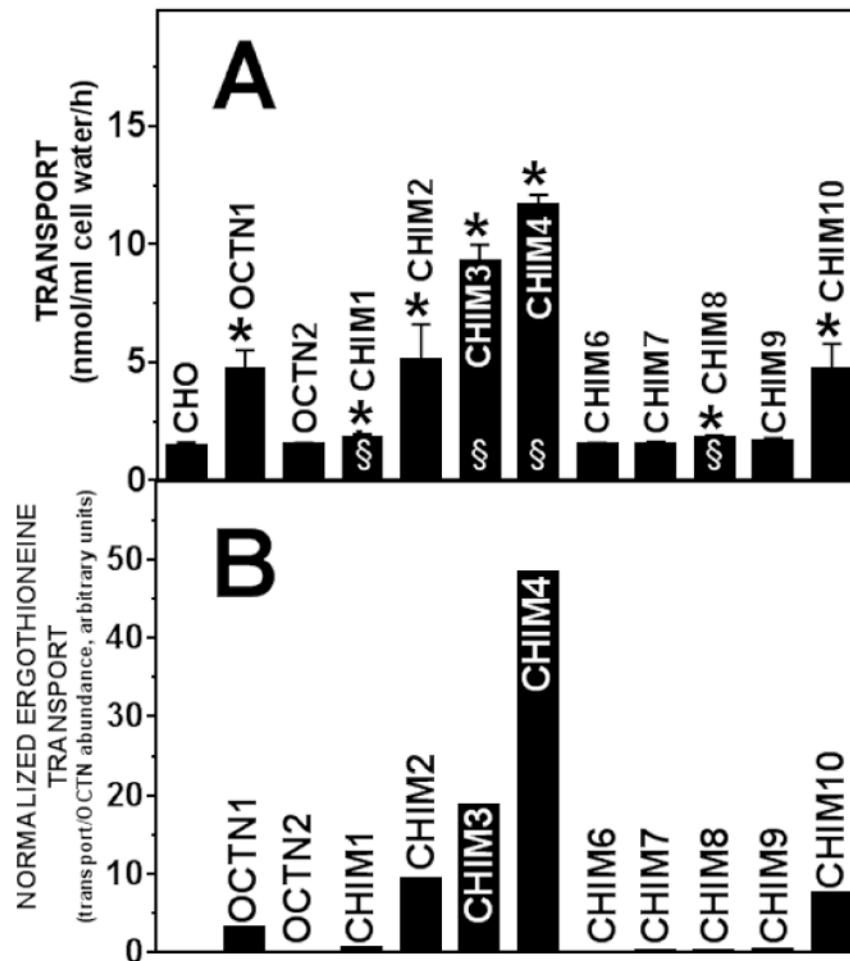 A
TRANSPORT
(nmol/ml cell water/h)
15
10
5
0
CHO
* OCTN1
OCTN2
* CHIM1
§
* CHIM2
*
CHIM3
§
*
CHIM4
§
CHIM6
CHIM7
* CHIM8
§
CHIM9
* CHIM10
B
NORMALIZED ERGOTHIONEINE
TRANSPORT
(transport/OCTN abundance, arbitrary units)
50
40
30
20
10
0
OCTN1
OCTN2
CHIM1
CHIM2
CHIM3
CHIM4
CHIM6
CHIM7
CHIM8
CHIM9
CHIM10